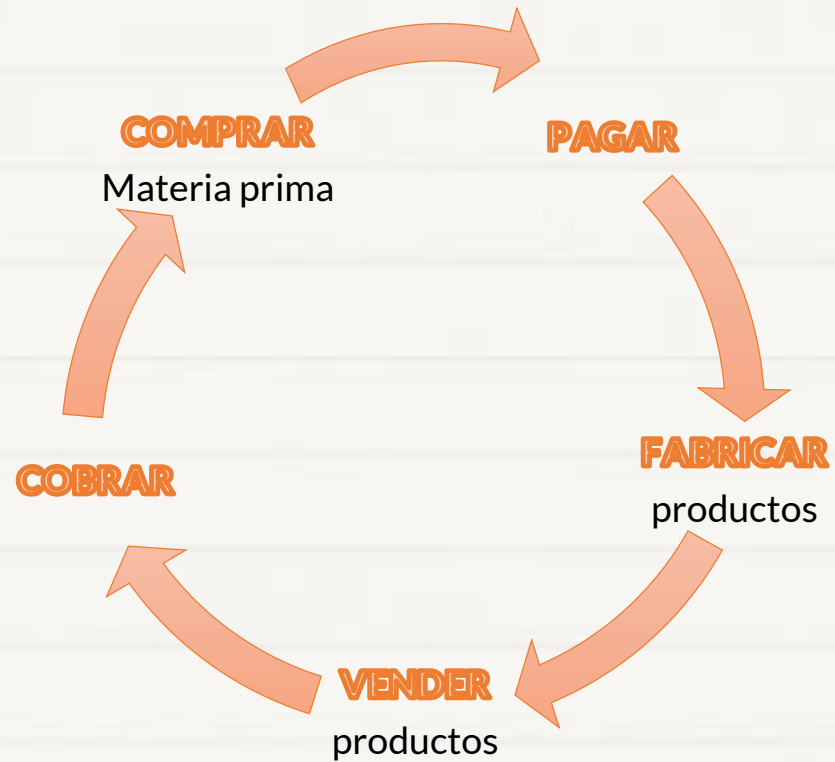 COMPRAR
Materia prima
PAGAR
FABRICAR
productos
VENDER
productos
COBRAR